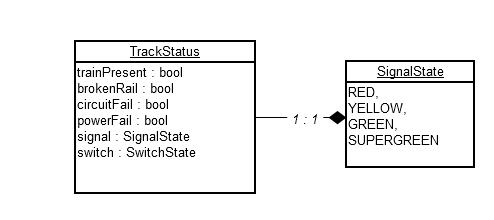 TrackStatus
trainPresent : bool
brokenRail : bool
circuitFail : bool
powerFail : bool
signal : SignalState
switch : SwitchState
1 : 1
SignalState
RED,
YELLOW,
GREEN,
SUPERGREEN